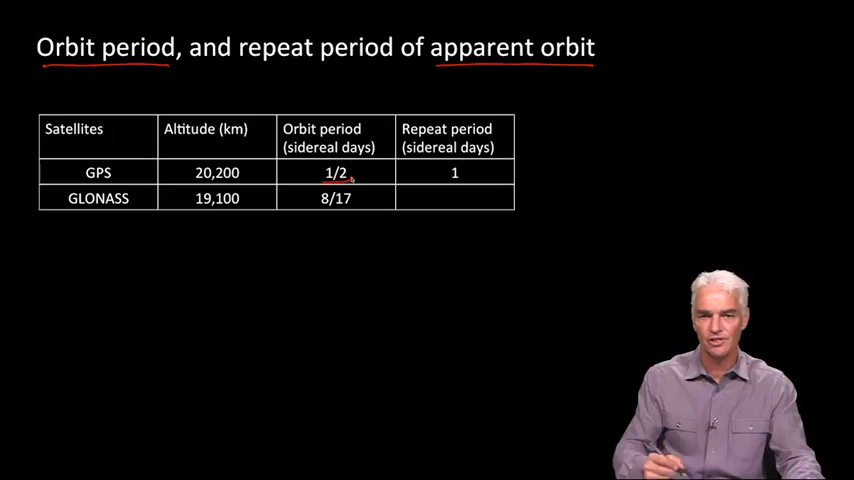 Orbit period, and repeat period of apparent orbit
Satellites Altitude (km) Orbit period (sidereal days) Repeat period (sidereal days)
GPS 20,200 1/2 1
GLONASS 19,100 8/17